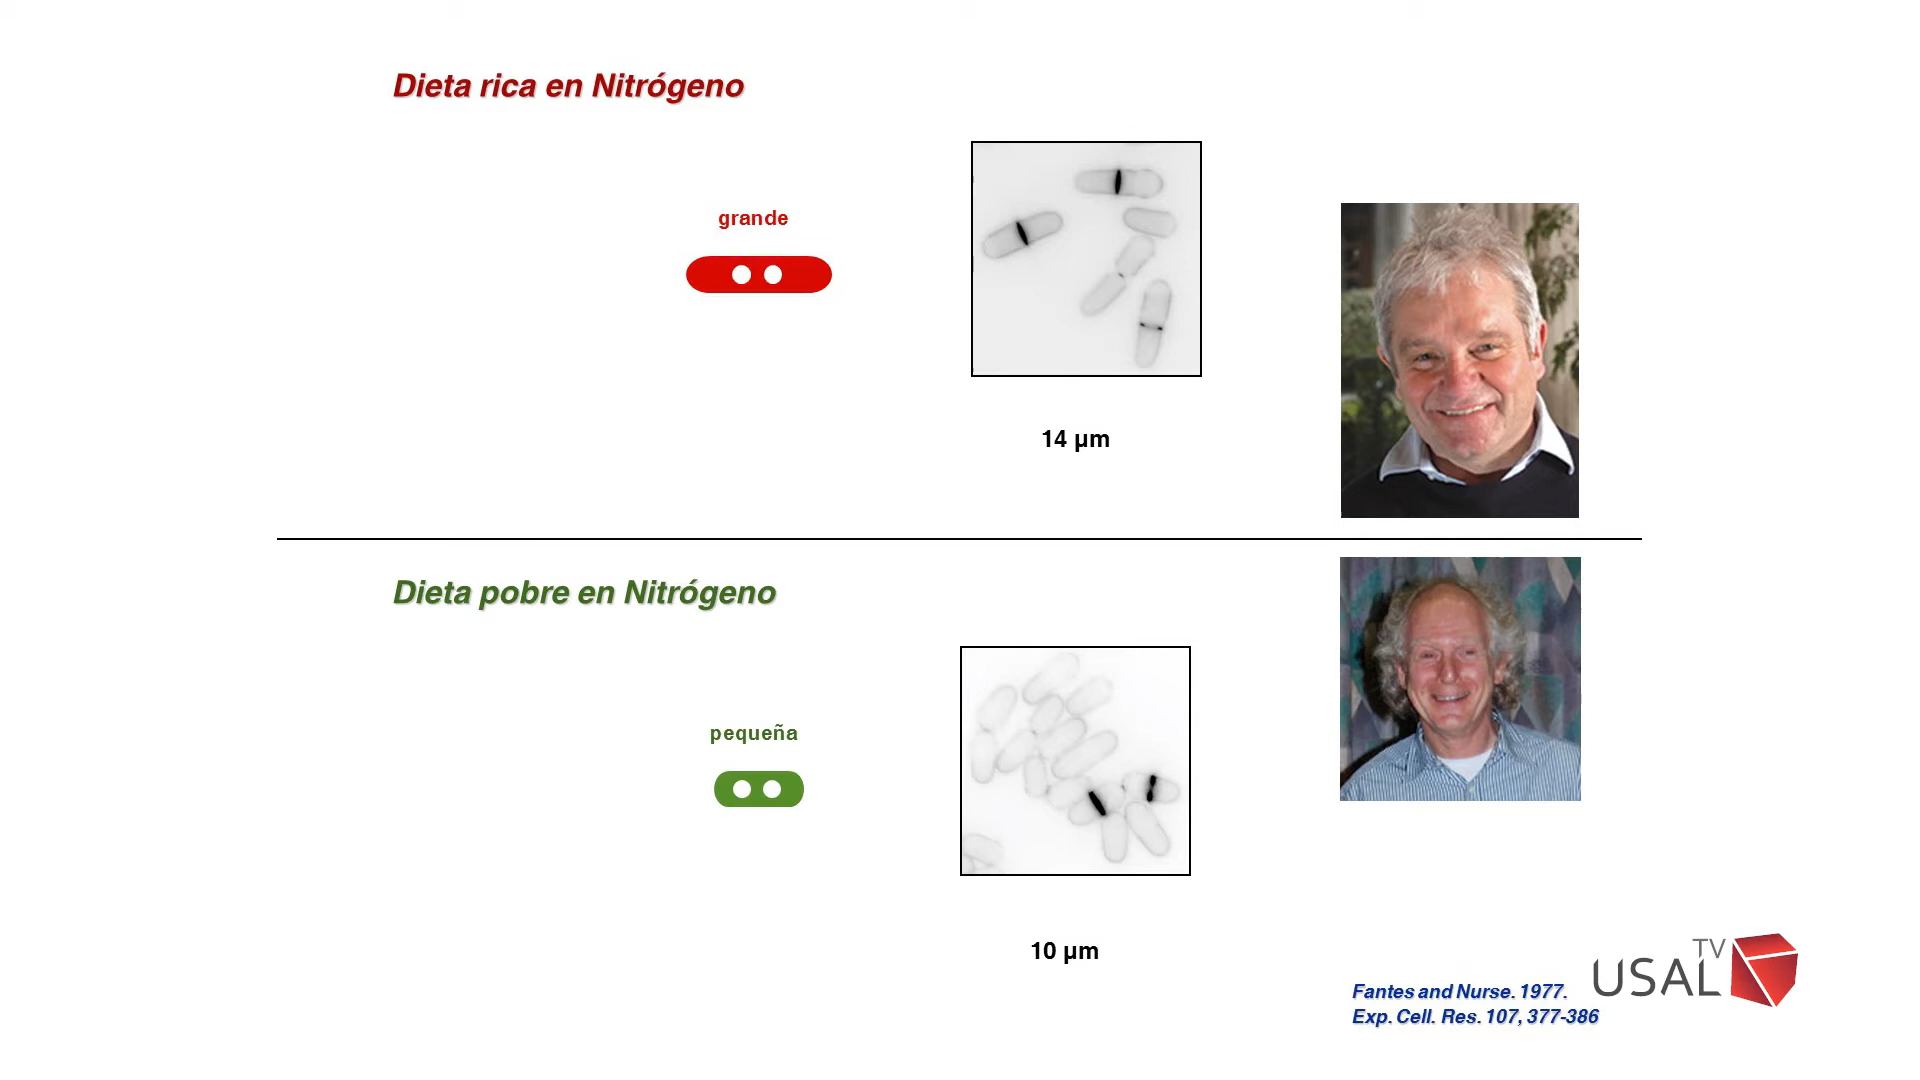 Dieta rica en Nitrógeno
grande
14 µm
Dieta pobre en Nitrógeno
pequeña
10 µm
Fantes and Nurse. 1977.
Exp. Cell. Res. 107, 377-386
TV
USAL